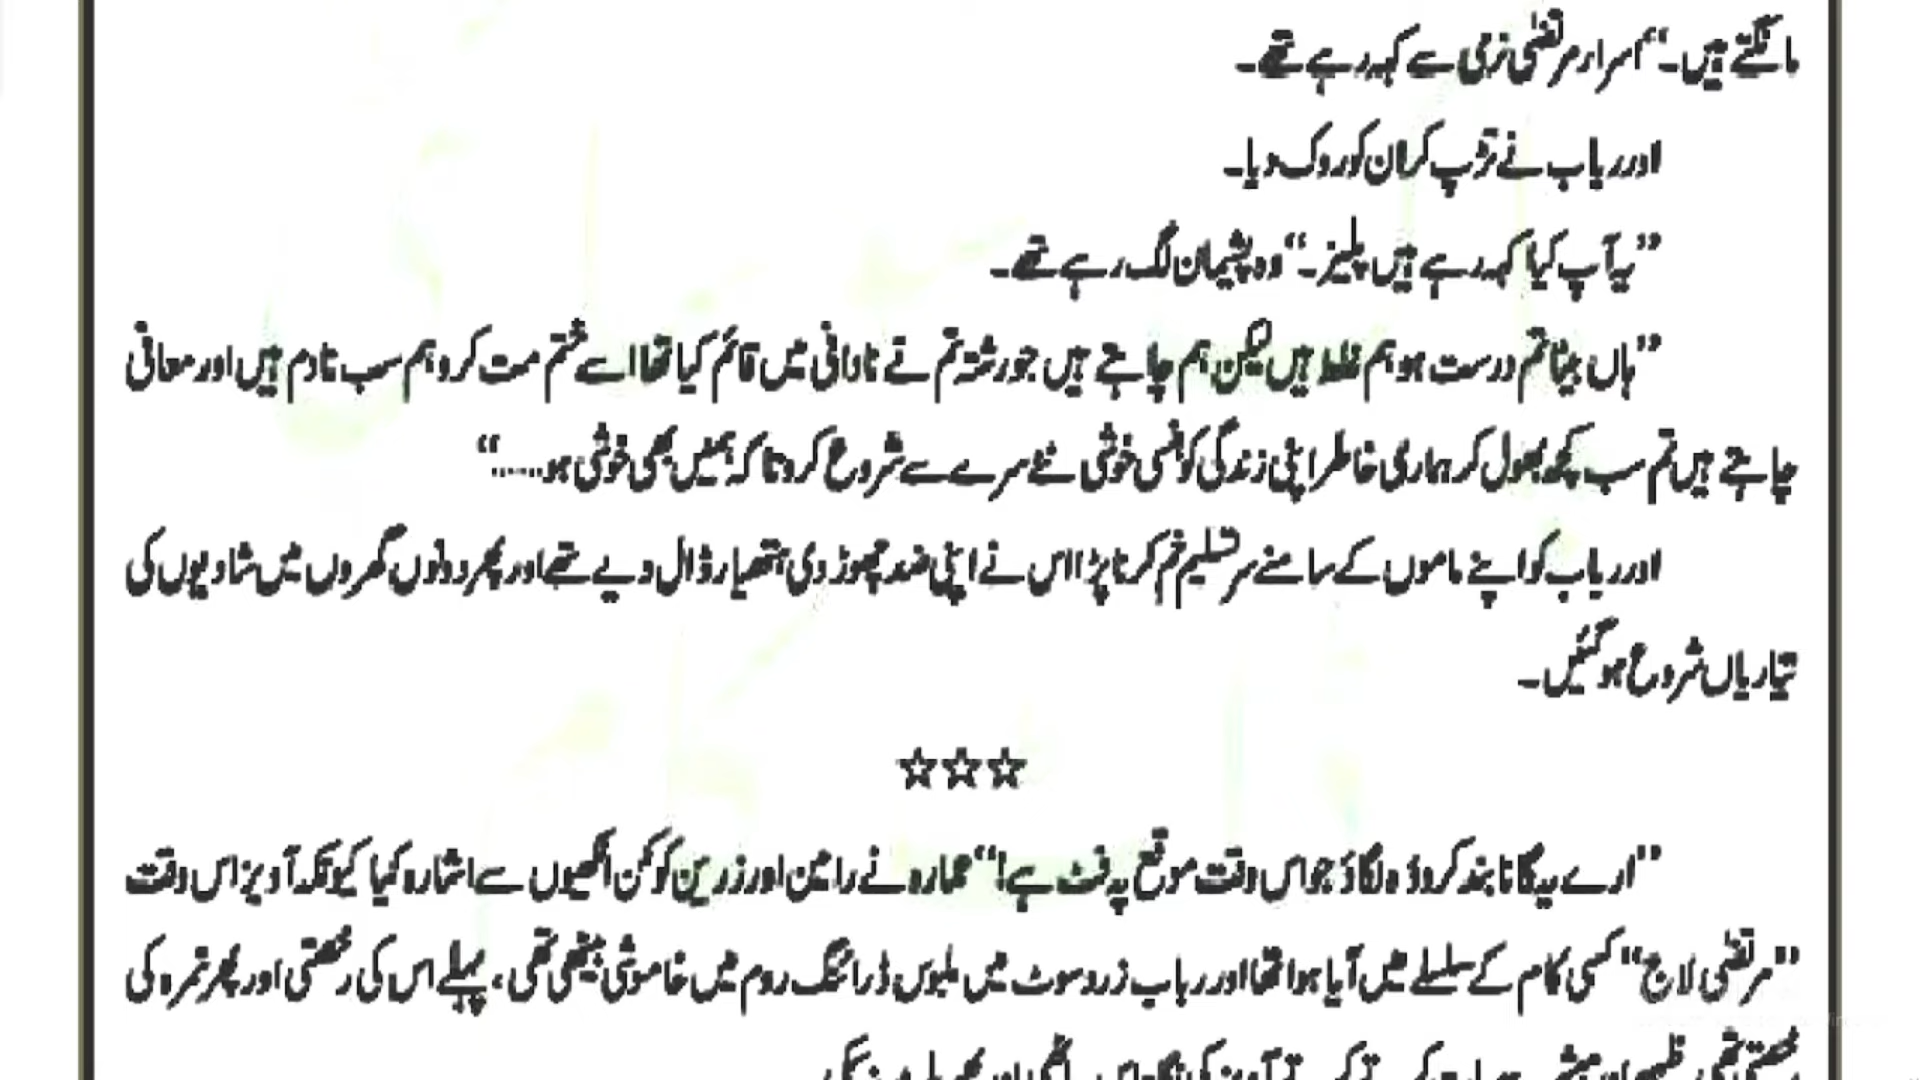 مانگتے ہیں۔“ اسرار مرتضٰی نرمی سے کہہ رہے تھے۔
اور رباب نے تڑپ کر ان کو روک دیا۔
”یہ آپ کیا کہہ رہے ہیں پلیز۔“ وہ پشیمان لگ رہے تھے۔
”ہاں بیٹا تم درست ہو ہم غلط ہیں لیکن ہم چاہتے ہیں جو رشتہ تم نے نادانی میں قائم کیا تھا اسے ختم مت کرو ہم سب نادم ہیں اور معافی
چاہتے ہیں تم سب کچھ بھول کر ہماری خاطر اپنی زندگی کو ہنسی خوشی نئے سرے سے شروع کرو تا کہ ہمیں بھی خوشی ہو......“
اور رباب کو اپنے ماموں کے سامنے سر تسلیم خم کرنا پڑا اس نے اپنی ضد چھوڑ دی ہتھیار ڈال دیے تھے اور پھر دونوں گھروں میں شادیوں کی
تیاریاں شروع ہو گئیں۔
☆☆☆
”ارے یہ گانا بند کرو وہ لگاؤ جو اس وقت موقع پہ فٹ ہے!“ عمارہ نے رامین اور زرین کو کن انکھیوں سے اشارہ کیا کیونکہ آویز اس وقت
”مرتضٰی لاج“ کسی کام کے سلسلے میں آیا ہوا تھا اور رباب زرد سوٹ میں ملبوس ڈرائنگ روم میں خاموش بیٹھی تھی، پہلے اس کی رخصتی اور پھر ثمرہ کی